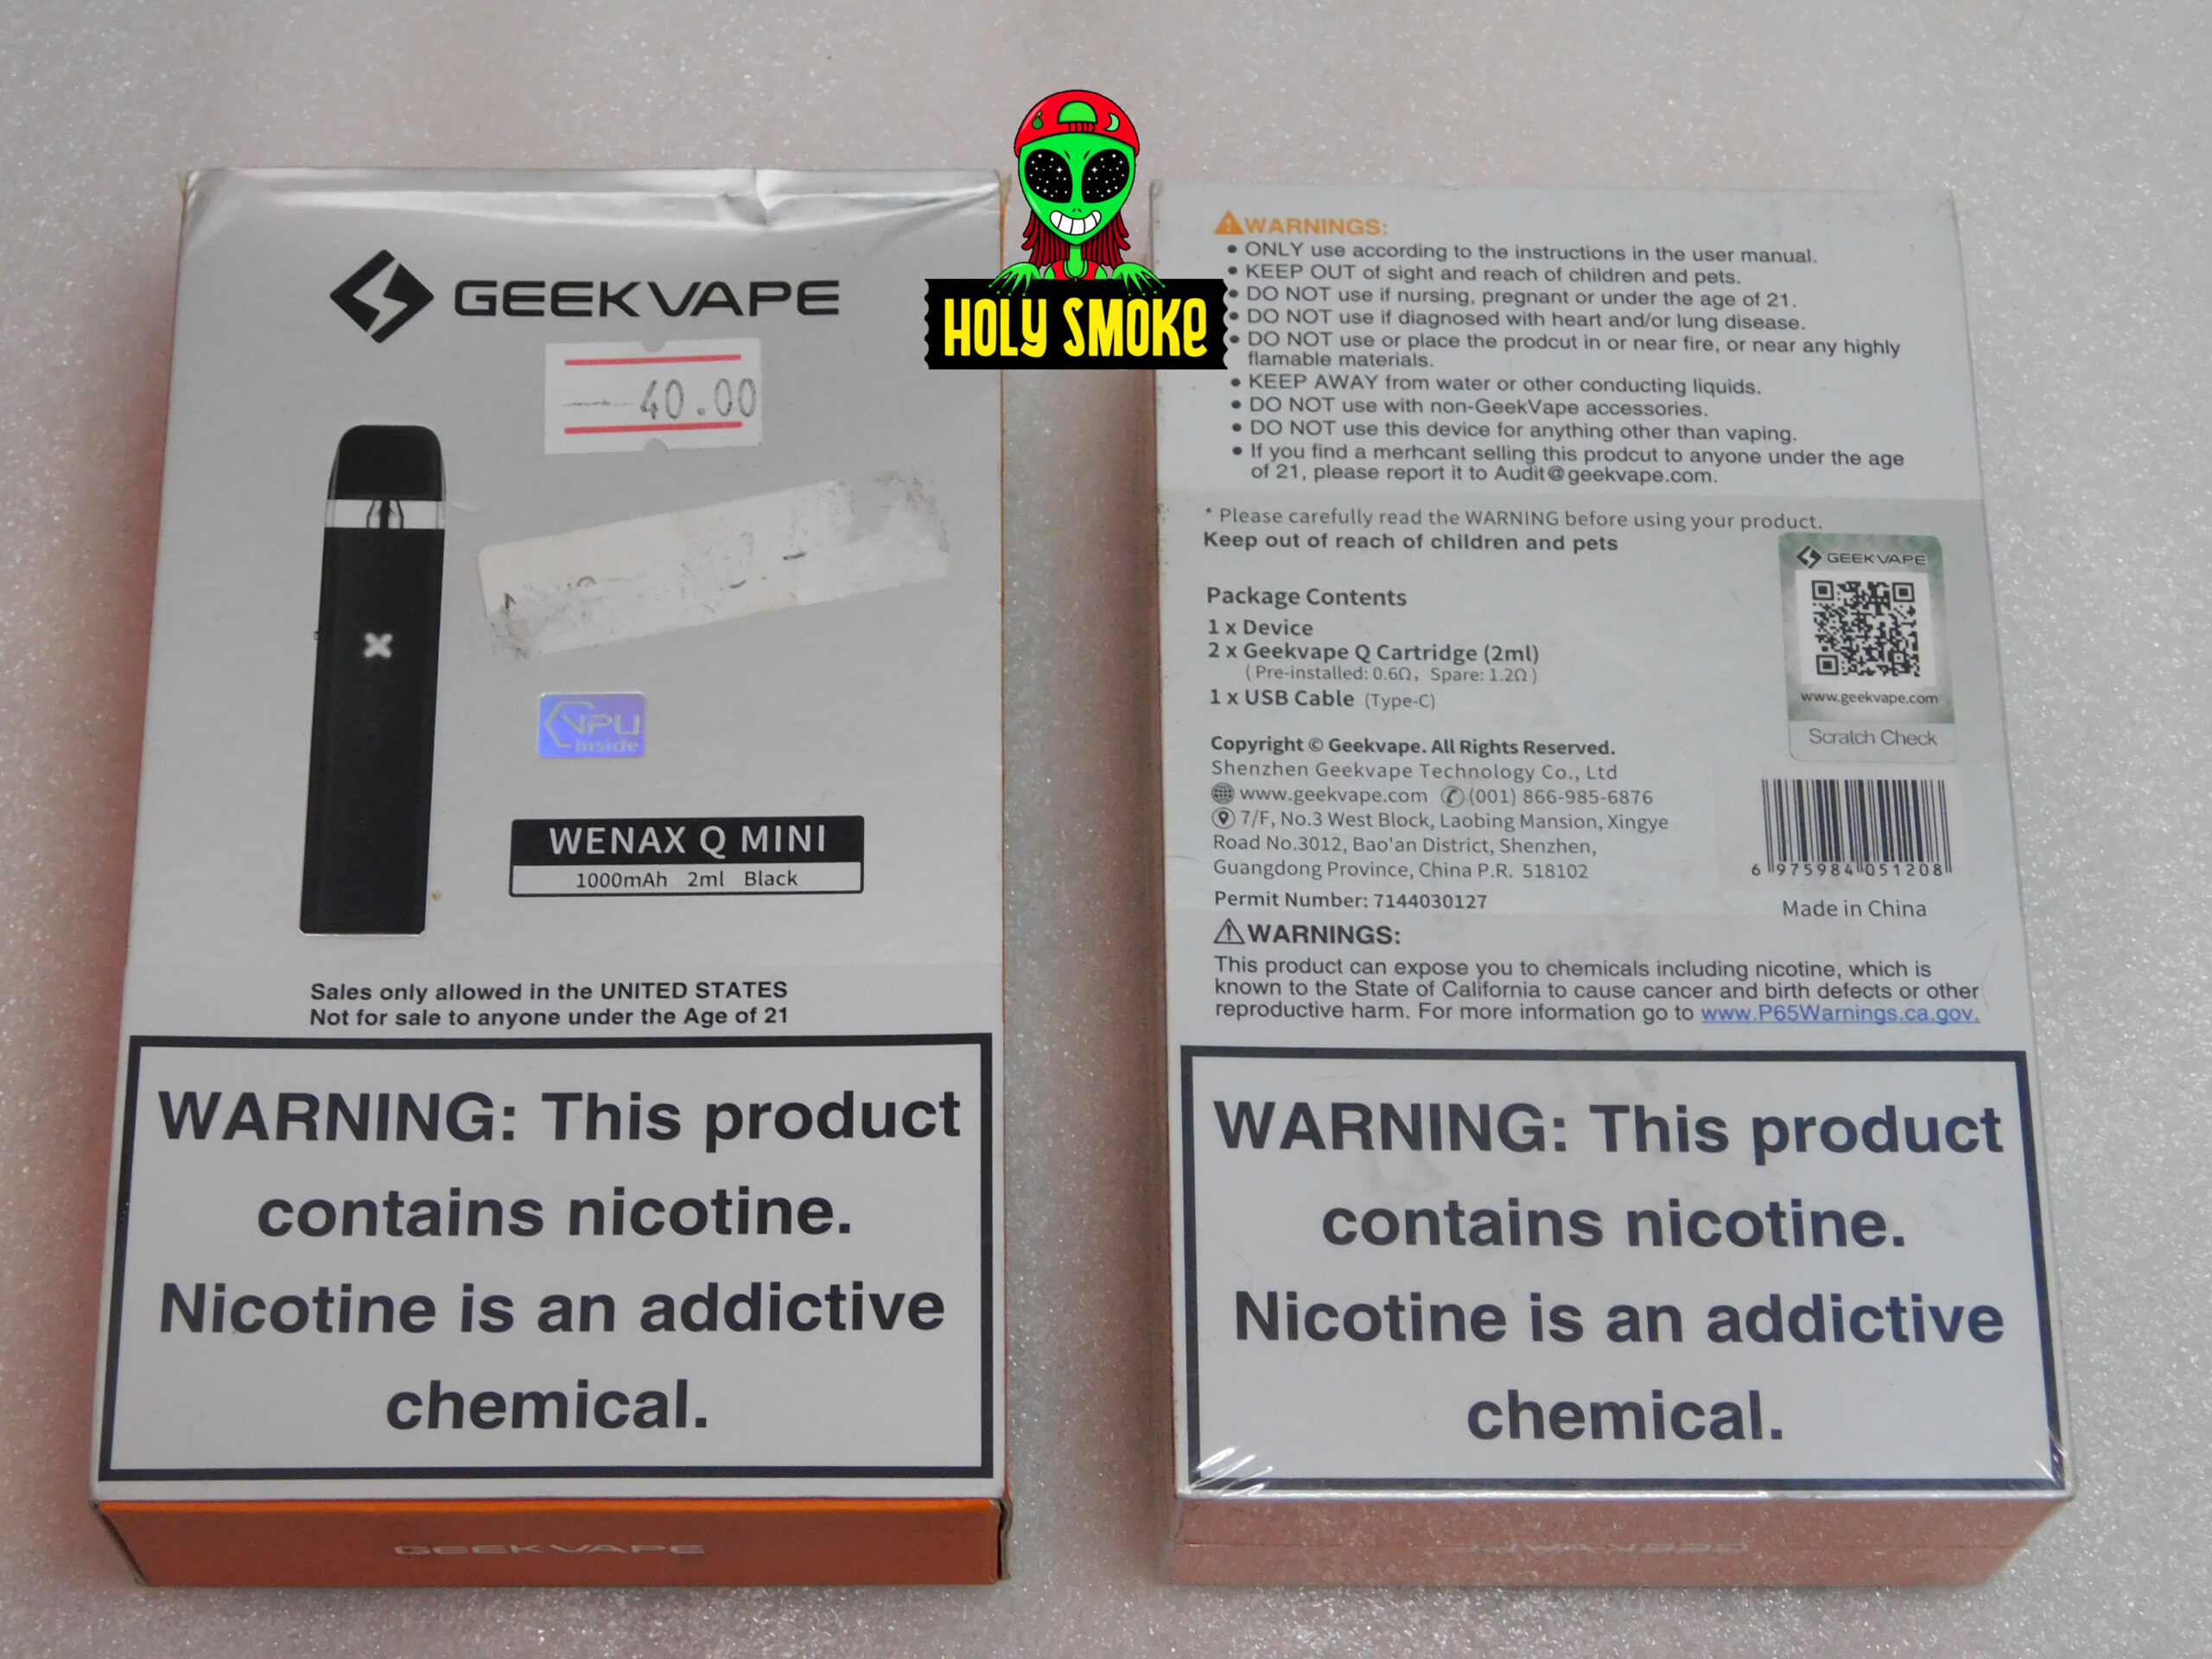 GEEKVAPE
40.00
VPU
Inside
WENAX Q MINI
1000mAh 2ml Black
Sales only allowed in the UNITED STATES
Not for sale to anyone under the Age of 21
WARNING: This product
contains nicotine.
Nicotine is an addictive
chemical.
GEEKVAPE
HOLY SMOKE
WARNINGS:
• ONLY use according to the instructions in the user manual.
• KEEP OUT of sight and reach of children and pets.
• DO NOT use if nursing, pregnant or under the age of 21.
• DO NOT use if diagnosed with heart and/or lung disease.
• DO NOT use or place the prodcut in or near fire, or near any highly
flamable materials.
• KEEP AWAY from water or other conducting liquids.
• DO NOT use with non-GeekVape accessories.
• DO NOT use this device for anything other than vaping.
• If you find a merhcant selling this prodcut to anyone under the age
of 21, please report it to Audit@geekvape.com.
* Please carefully read the WARNING before using your product.
Keep out of reach of children and pets
GEEKVAPE
www.geekvape.com
Scratch Check
Package Contents
1 x Device
2 x Geekvape Q Cartridge (2ml)
(Pre-installed: 0.6Ω, Spare: 1.2Ω)
1 x USB Cable (Type-C)
Copyright © Geekvape. All Rights Reserved.
Shenzhen Geekvape Technology Co., Ltd
www.geekvape.com (001) 866-985-6876
7/F, No.3 West Block, Laobing Mansion, Xingye
Road No.3012, Bao'an District, Shenzhen,
Guangdong Province, China P.R. 518102
Permit Number: 7144030127
6 975984 051208
Made in China
WARNINGS:
This product can expose you to chemicals including nicotine, which is
known to the State of California to cause cancer and birth defects or other
reproductive harm. For more information go to www.P65Warnings.ca.gov.
WARNING: This product
contains nicotine.
Nicotine is an addictive
chemical.
GEEKVAPE